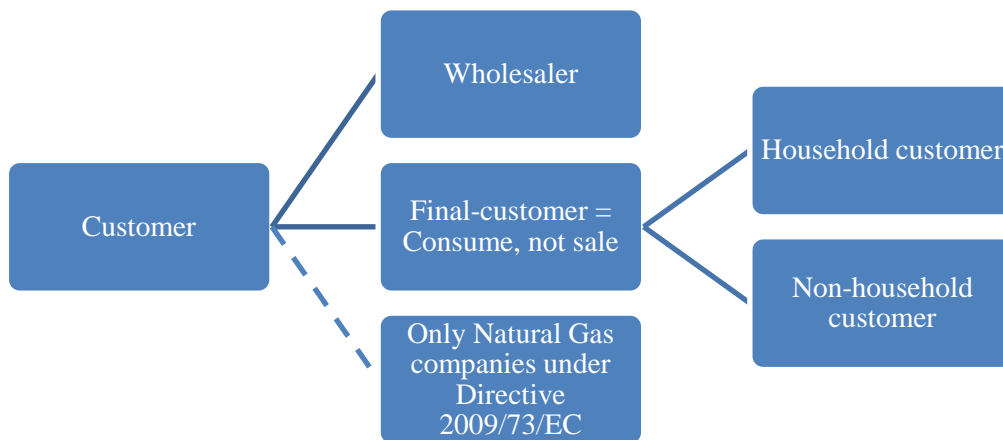 Customer
Wholesaler
Final-customer =
Consume, not sale
Only Natural Gas
companies under
Directive
2009/73/EC
Household customer
Non-household
customer